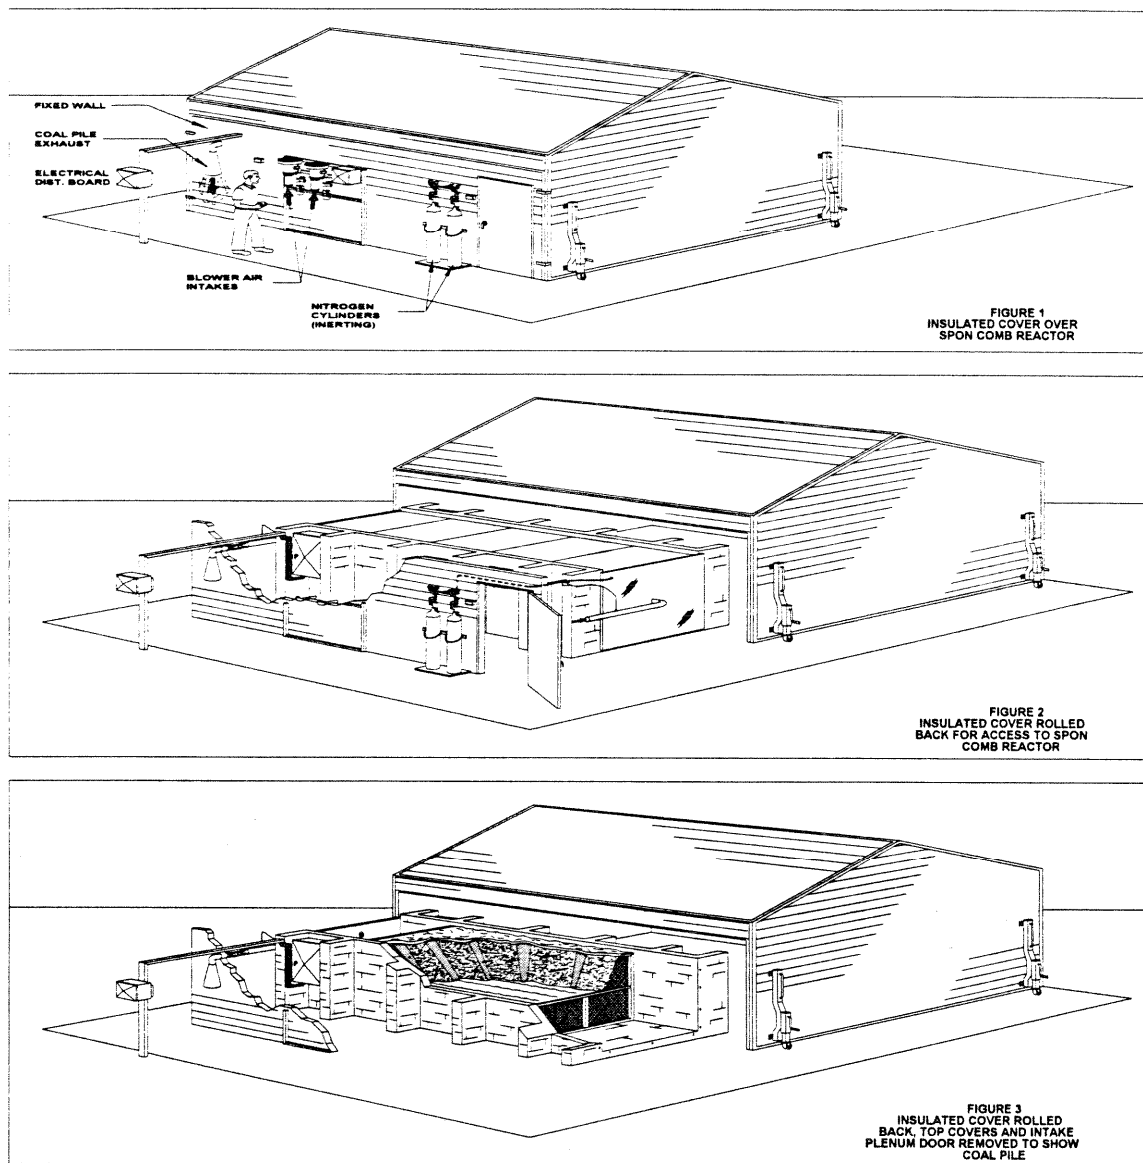 FIXED WALL
COAL PILE
EXHAUST
ELECTRICAL
DIST. BOARD
BLOWER AIR
INTAKES
NITROGEN
CYLINDERS
(INERTING)
FIGURE 1
INSULATED COVER OVER
SPON COMB REACTOR
FIGURE 2
INSULATED COVER ROLLED
BACK FOR ACCESS TO SPON
COMB REACTOR
FIGURE 3
INSULATED COVER ROLLED
BACK, TOP COVERS AND INTAKE
PLENUM DOOR REMOVED TO SHOW
COAL PILE